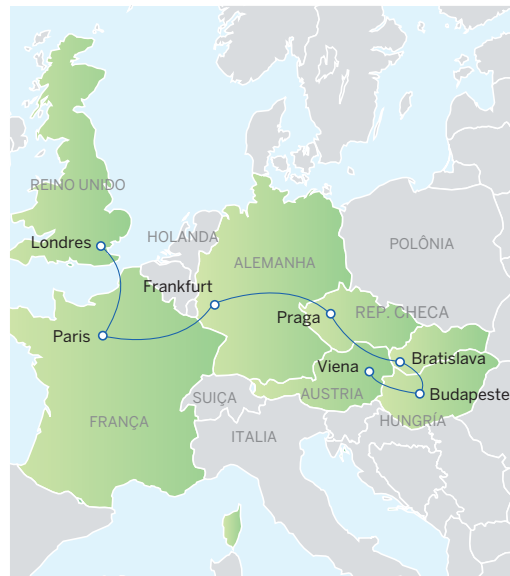 REINO UNIDO
Londres
HOLANDA
POLÔNIA
ALEMANHA
Frankfurt
REP. CHECA
Praga
Paris
Bratislava
Viena
Budapeste
AUSTRIA
SUIÇA
HUNGRÍA
FRANÇA
ITALIA